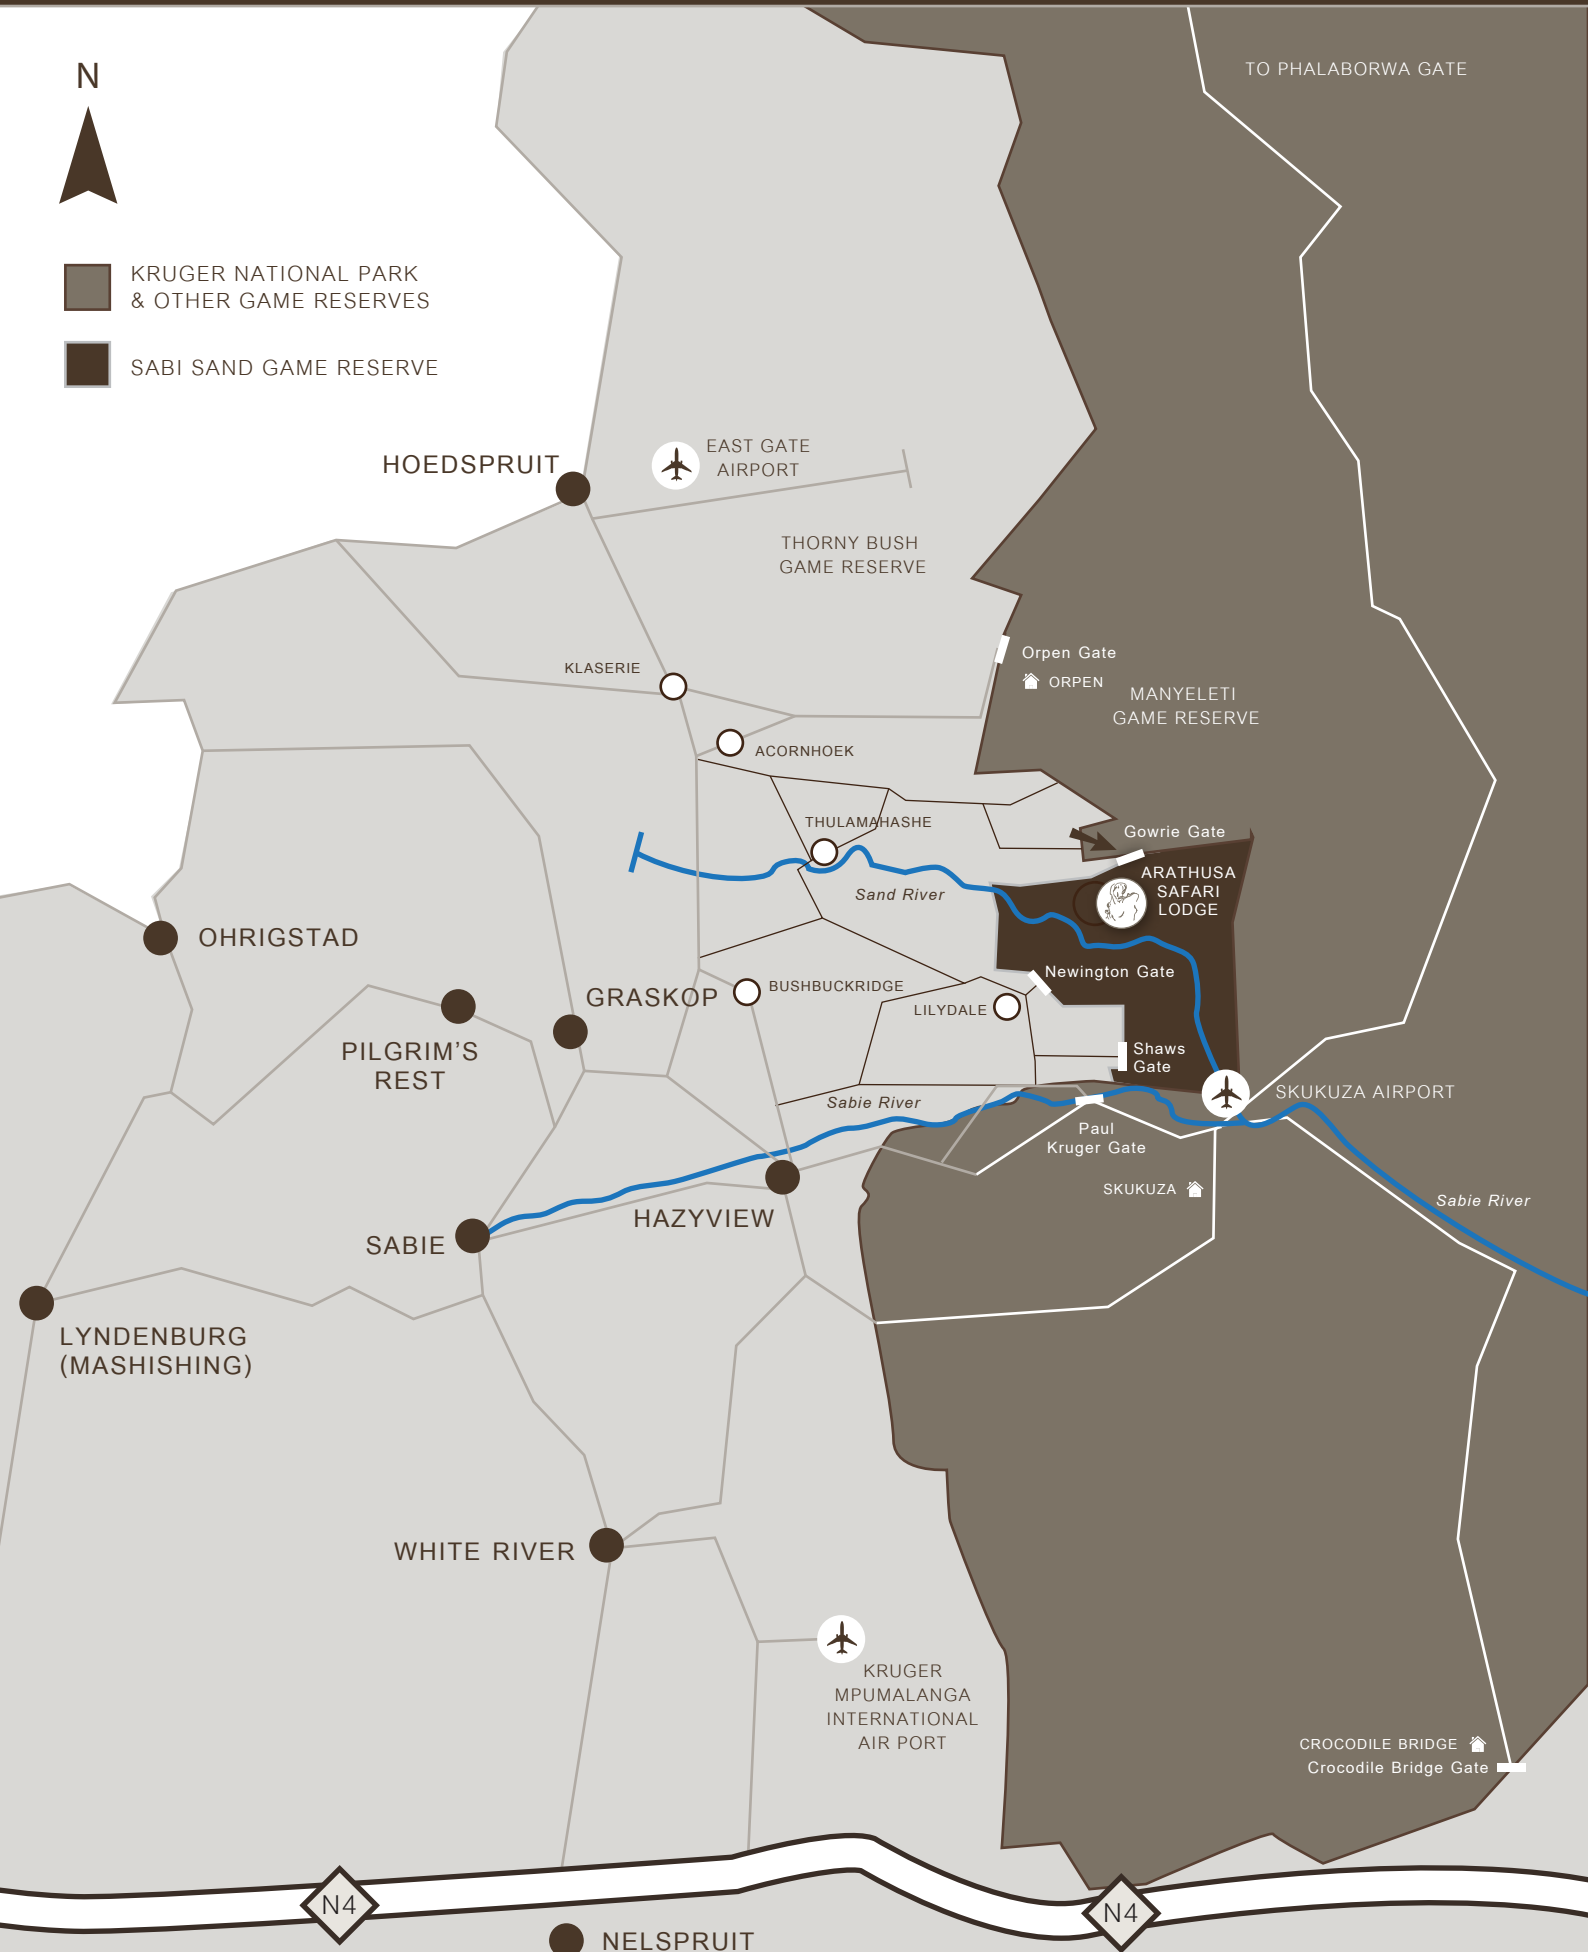 N
TO PHALABORWA GATE
KRUGER NATIONAL PARK
& OTHER GAME RESERVES
SABI SAND GAME RESERVE
HOEDSPRUIT
EAST GATE
AIRPORT
THORNY BUSH
GAME RESERVE
Orpen Gate
ORPEN
KLASERIE
MANYELETI
GAME RESERVE
ACORNHOEK
THULAMAHASHE
Gowrie Gate
ARATHUSA
SAFARI
LODGE
Sand River
OHRIGSTAD
Newington Gate
GRASKOP
BUSHBUCKRIDGE
LILYDALE
PILGRIM'S
REST
Shaws
Gate
SKUKUZA AIRPORT
Sabie River
Paul
Kruger Gate
SKUKUZA
Sabie River
HAZYVIEW
SABIE
LYNDENBURG
(MASHISHING)
WHITE RIVER
KRUGER
MPUMALANGA
INTERNATIONAL
AIR PORT
CROCODILE BRIDGE
Crocodile Bridge Gate
N4
N4
NELSPRUIT